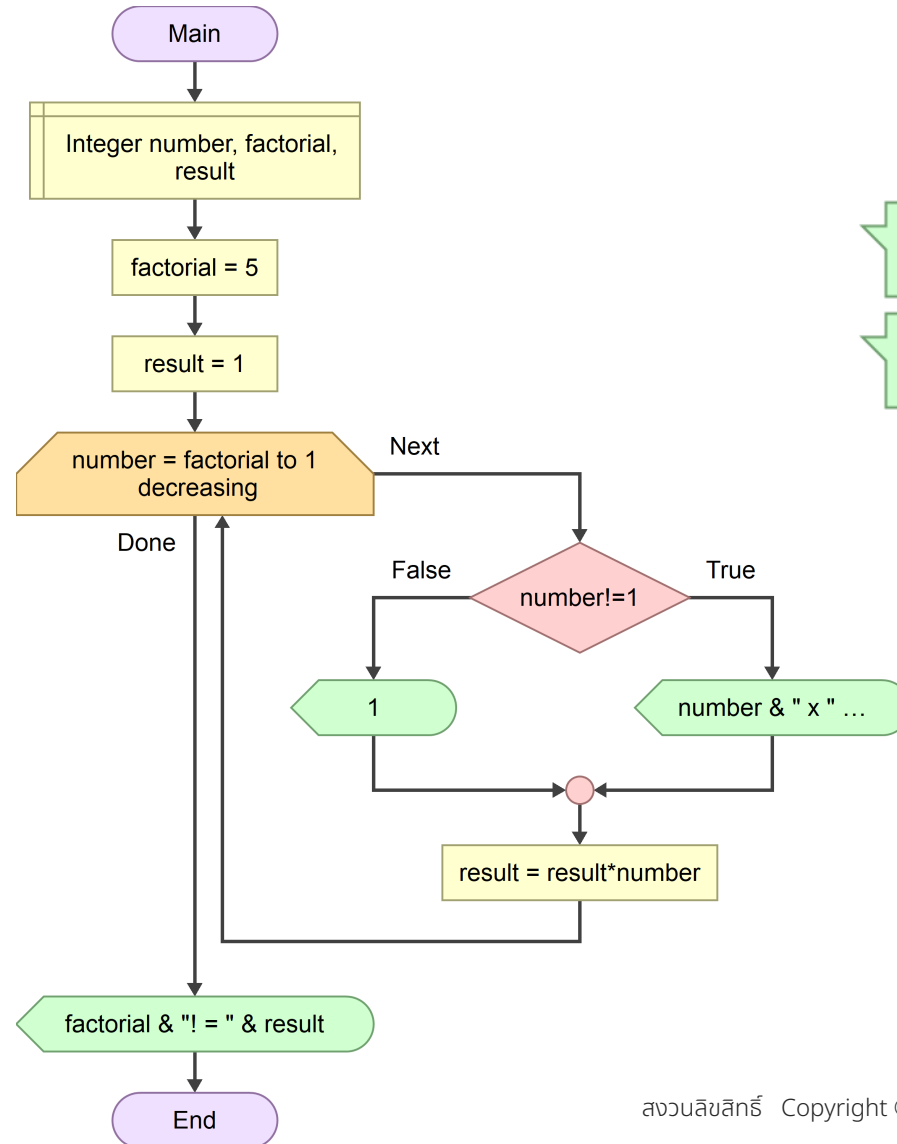 Main
Integer number, factorial,
result
factorial = 5
result = 1
number = factorial to 1
decreasing
Next
Done
False
True
number!=1
1
number & " x " …
result = result*number
factorial & "! = " & result
End
สงวนลิขสิทธิ์ Copyright ©